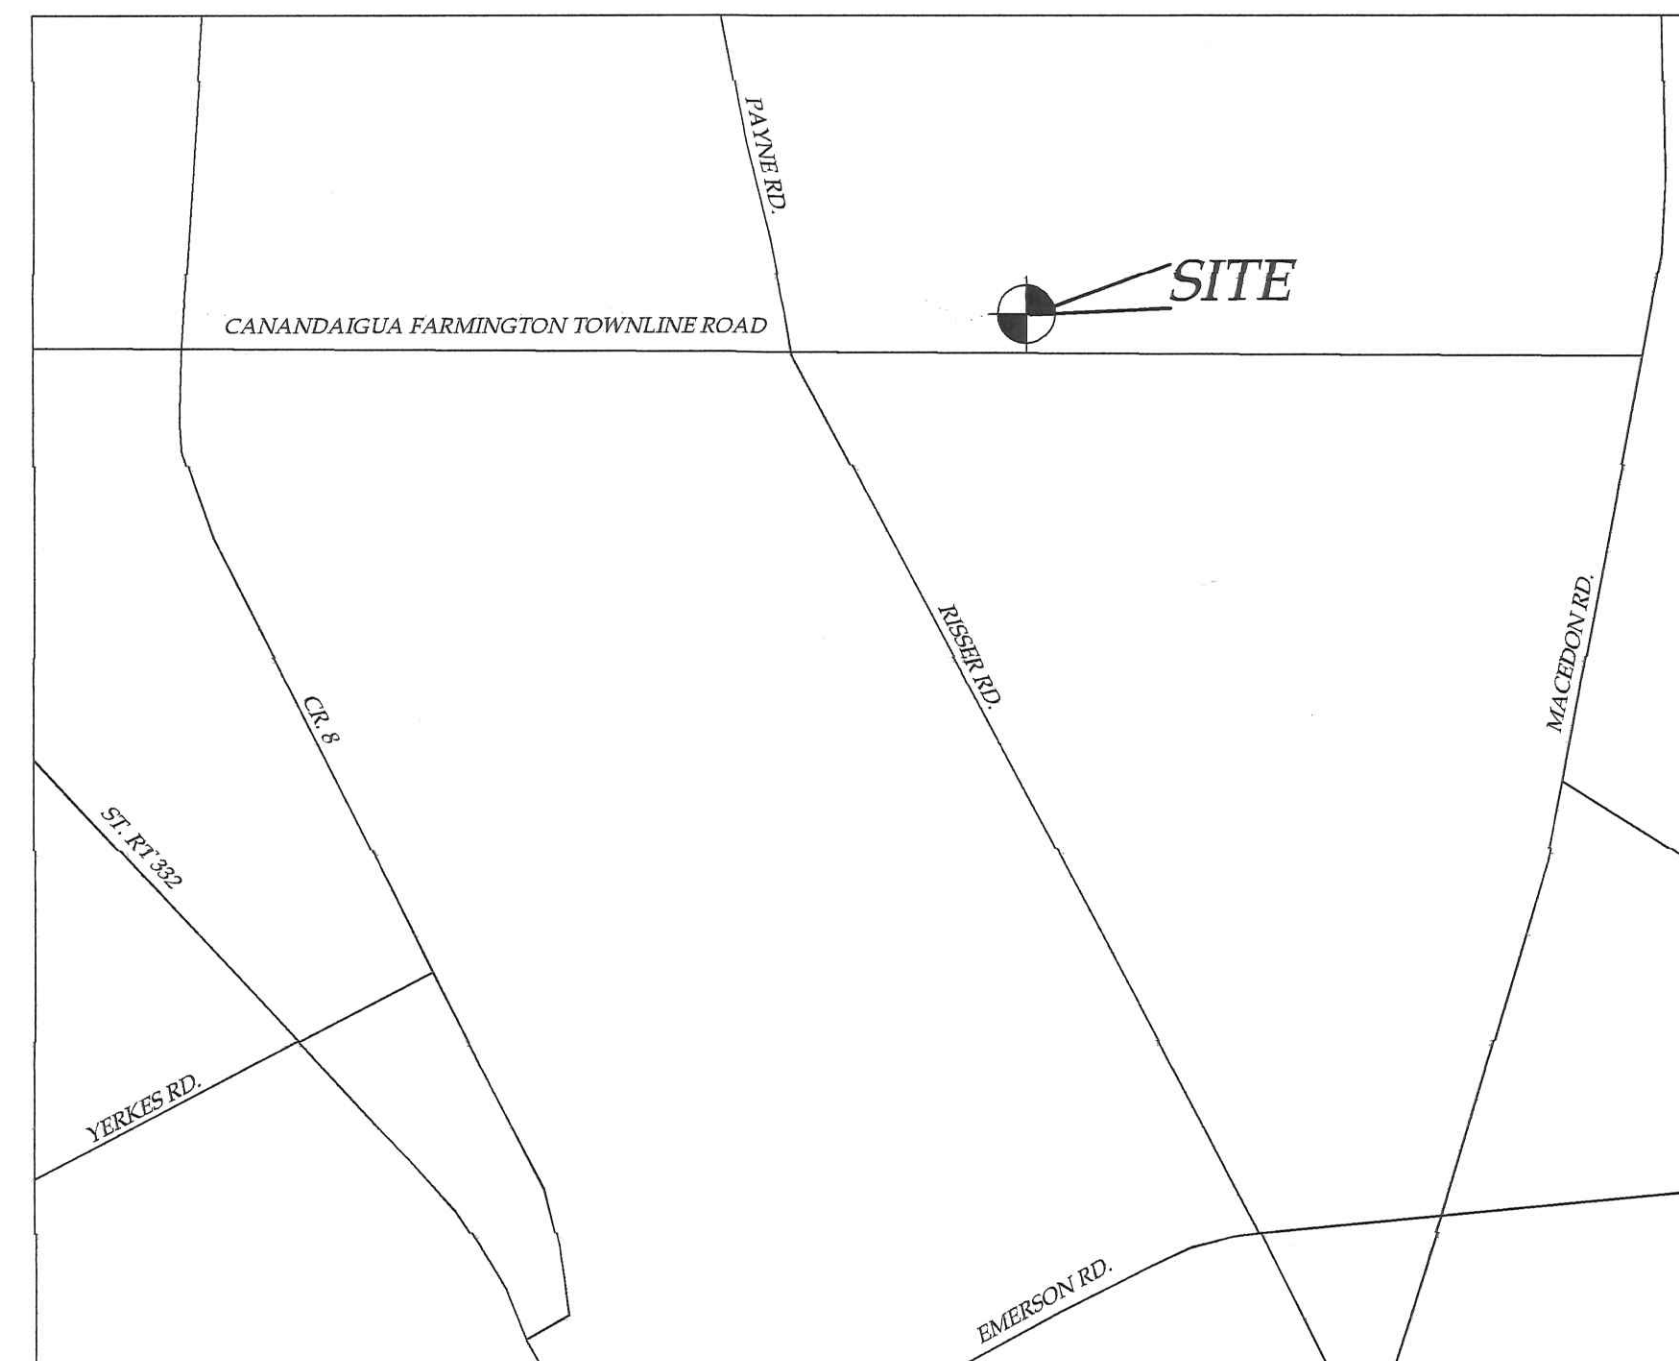 PAYNE RD.
SITE
CANANDAIGUA FARMINGTON TOWNLINE ROAD
RISSER RD.
MACEDON RD.
CR. 8
ST. RT 332
YERKES RD.
EMERSON RD.